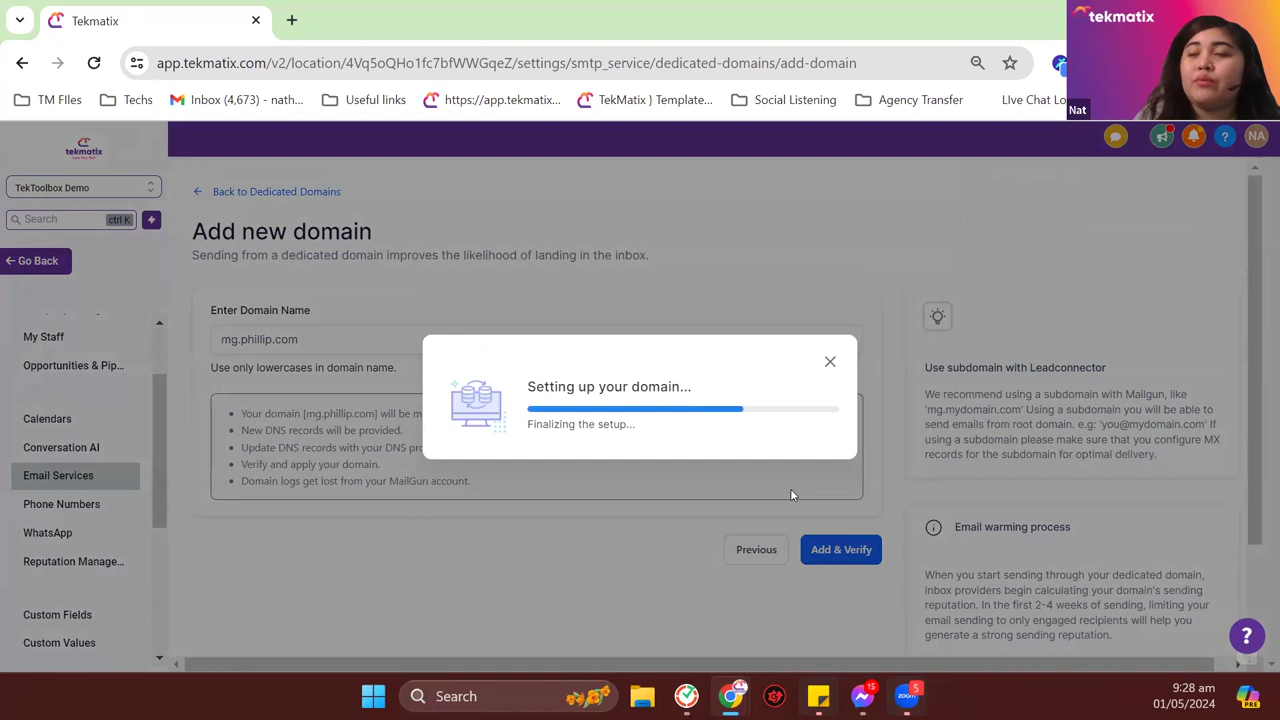 Tekmatix
app.tekmatix.com/v2/location/4Vq5oQHo1fc7bfWWGqeZ/settings/smtp_service/dedicated-domains/add-domain
TM FIles
Techs
Inbox (4,673) - nath...
Useful links
https://app.tekmatix...
TekMatix } Template...
Social Listening
Agency Transfer
LIve Chat Lo
tekmatix
Nat
tekmatix
NA
TekToolbox Demo
Search
ctrl K
Go Back
My Staff
Opportunities & Pip...
Calendars
Conversation AI
Email Services
Phone Numbers
WhatsApp
Reputation Manage...
Custom Fields
Custom Values
Back to Dedicated Domains
Add new domain
Sending from a dedicated domain improves the likelihood of landing in the inbox.
Enter Domain Name
mg.phillip.com
Use only lowercases in domain name.
Your domain [mg.phillip.com] will be m
New DNS records will be provided.
Update DNS records with your DNS pr
Verify and apply your domain.
Domain logs get lost from your MailGun account.
Setting up your domain...
Finalizing the setup...
Previous
Add & Verify
Use subdomain with Leadconnector
We recommend using a subdomain with Mailgun, like
'mg.mydomain.com' Using a subdomain you will be able to
send emails from root domain. e.g: 'you@mydomain.com' If
using a subdomain please make sure that you configure MX
records for the subdomain for optimal delivery.
Email warming process
When you start sending through your dedicated domain,
inbox providers begin calculating your domain's sending
reputation. In the first 2-4 weeks of sending, limiting your
email sending to only engaged recipients will help you
generate a strong sending reputation.
?
Search
15
zoom
5
9:28 am
01/05/2024
PRE